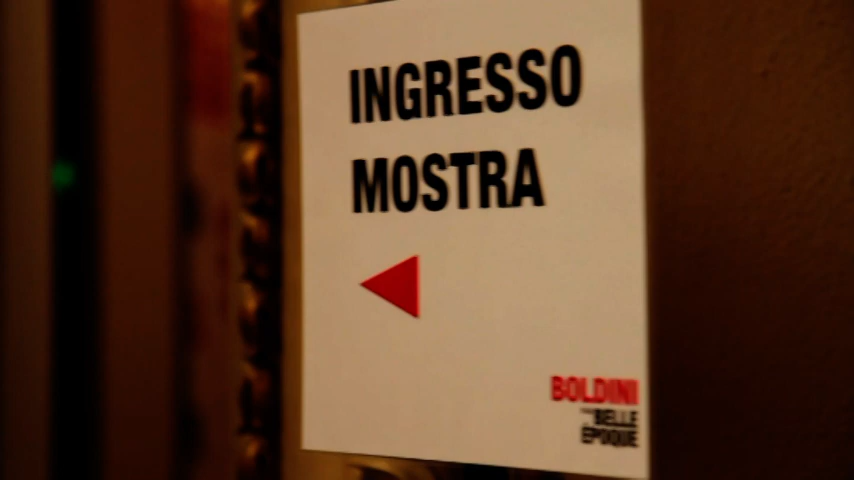 INGRESSO
MOSTRA
BOLDINI
BELLE
ÉPOQUE